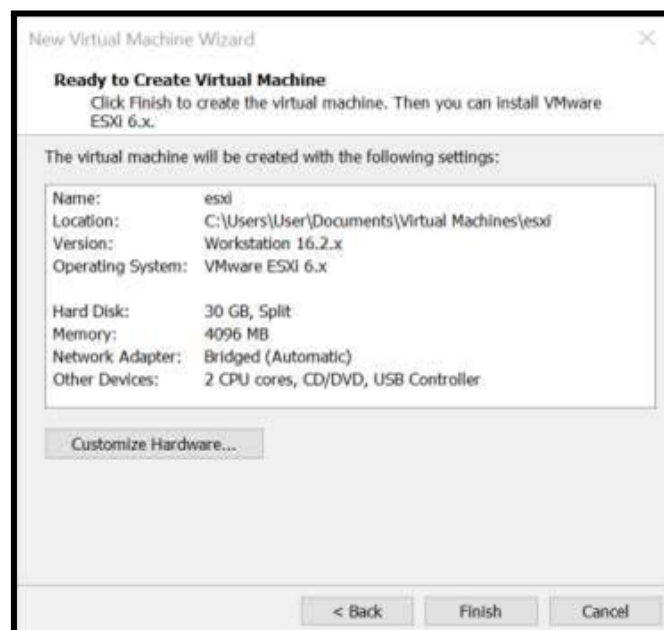 New Virtual Machine Wizard
Ready to Create Virtual Machine
Click Finish to create the virtual machine. Then you can install VMware
ESXi 6.x.
The virtual machine will be created with the following settings:
Name: esxi
Location: C:\Users\User\Documents\Virtual Machines\esxi
Version: Workstation 16.2.x
Operating System: VMware ESXi 6.x
Hard Disk: 30 GB, Split
Memory: 4096 MB
Network Adapter: Bridged (Automatic)
Other Devices: 2 CPU cores, CD/DVD, USB Controller
Customize Hardware...
< Back Finish Cancel